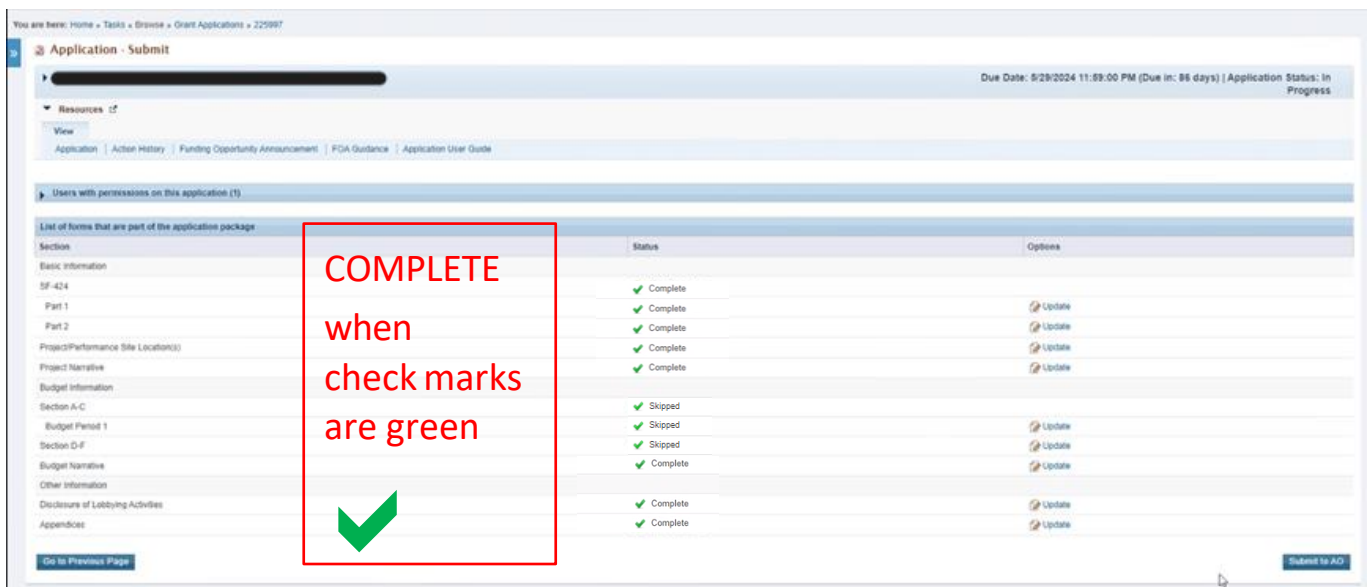 You are here: Home » Tasks » Browse » Grant Applications » 225997
Application - Submit
Due Date: 5/29/2024 11:59:00 PM (Due in: 86 days) | Application Status: In
Progress
Resources
View
Application | Action History | Funding Opportunity Announcement | FOA Guidance | Application User Guide
Users with permissions on this application (1)
List of forms that are part of the application package
Section Status Options
Basic Information
SF-424 Complete
Part 1 Complete Update
Part 2 Complete Update
Project/Performance Site Location(s) Complete Update
Project Narrative Complete Update
Budget Information
Section A-C Skipped
Budget Period 1 Skipped Update
Section D-F Skipped Update
Budget Narrative Complete Update
Other Information
Disclosure of Lobbying Activities Complete Update
Appendices Complete Update
COMPLETE
when
check marks
are green
Go to Previous Page Submit to AO